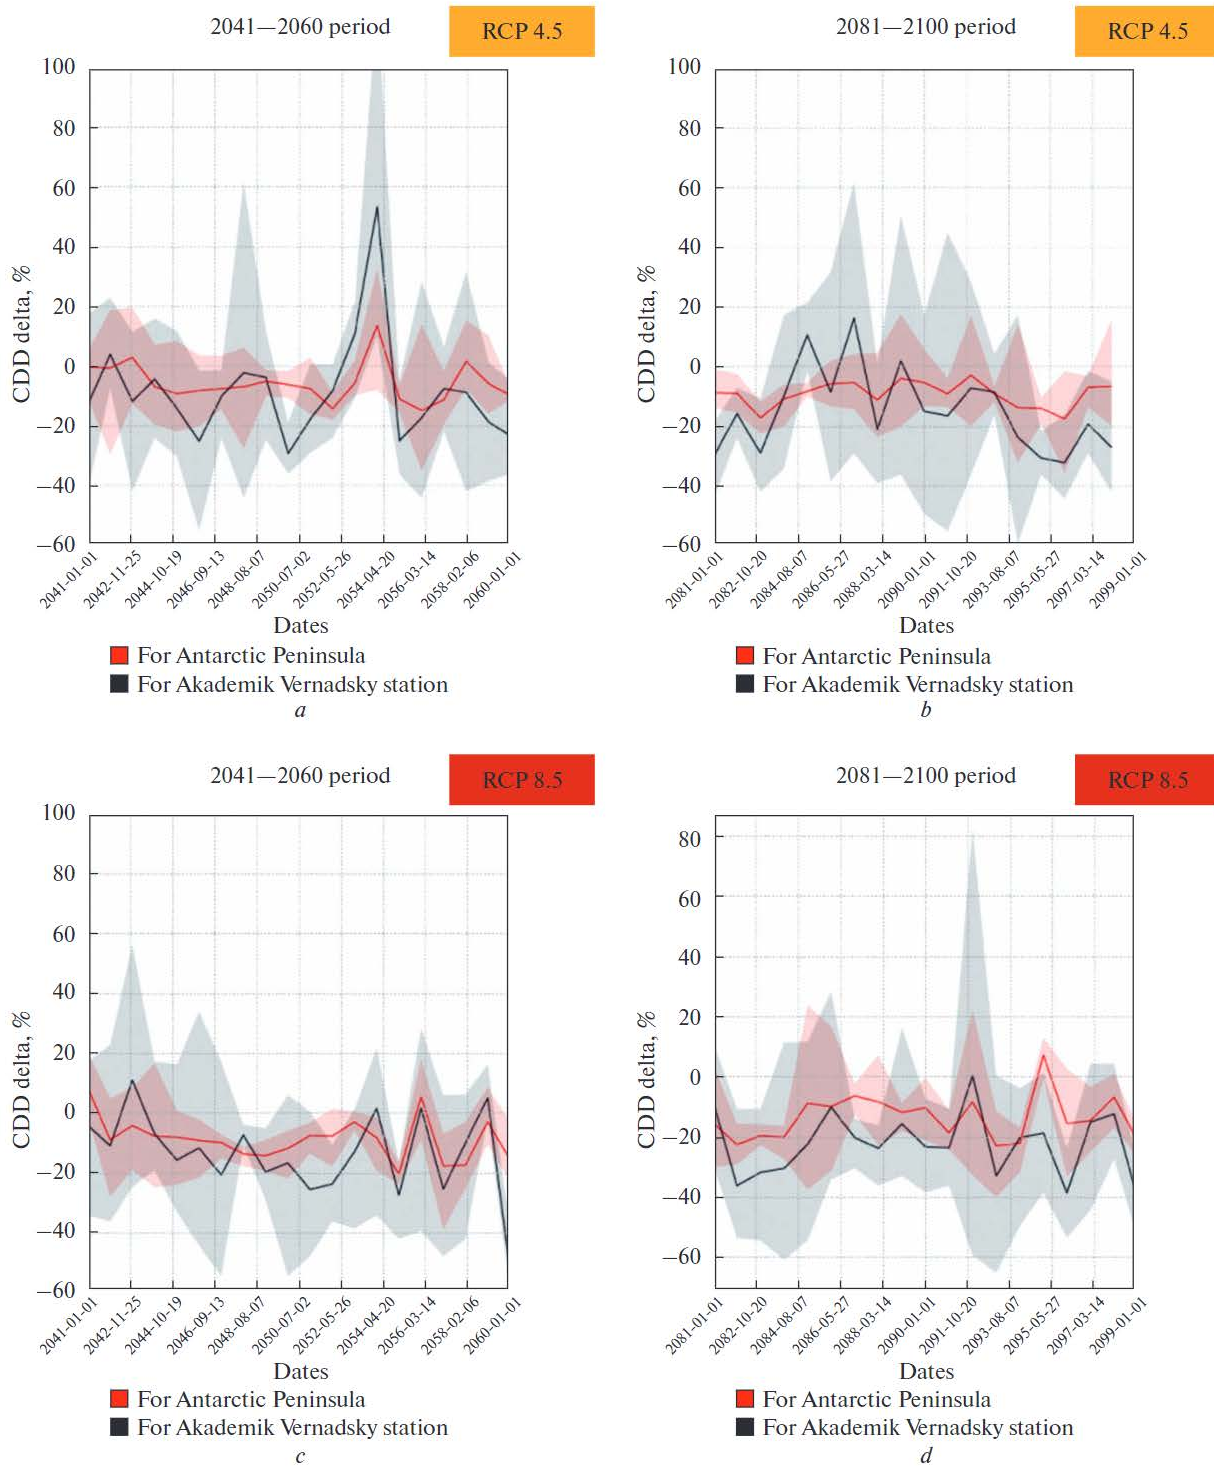 2041—2060 period
RCP 4.5
100
80
60
40
20
0
−20
−40
−60
CDD delta, %
2041-01-01
2042-11-25
2044-10-19
2046-09-13
2048-08-07
2050-07-02
2052-05-26
2054-04-20
2056-03-14
2058-02-06
2060-01-01
Dates
For Antarctic Peninsula
For Akademik Vernadsky station
a
2081—2100 period
RCP 4.5
100
80
60
40
20
0
−20
−40
−60
CDD delta, %
2081-01-01
2082-10-20
2084-08-07
2086-05-27
2088-03-14
2090-01-01
2091-10-20
2093-08-07
2095-05-27
2097-03-14
2099-01-01
Dates
For Antarctic Peninsula
For Akademik Vernadsky station
b
2041—2060 period
RCP 8.5
100
80
60
40
20
0
−20
−40
−60
CDD delta, %
2041-01-01
2042-11-25
2044-10-19
2046-09-13
2048-08-07
2050-07-02
2052-05-26
2054-04-20
2056-03-14
2058-02-06
2060-01-01
Dates
For Antarctic Peninsula
For Akademik Vernadsky station
c
2081—2100 period
RCP 8.5
80
60
40
20
0
−20
−40
−60
CDD delta, %
2081-01-01
2082-10-20
2084-08-07
2086-05-27
2088-03-14
2090-01-01
2091-10-20
2093-08-07
2095-05-27
2097-03-14
2099-01-01
Dates
For Antarctic Peninsula
For Akademik Vernadsky station
d